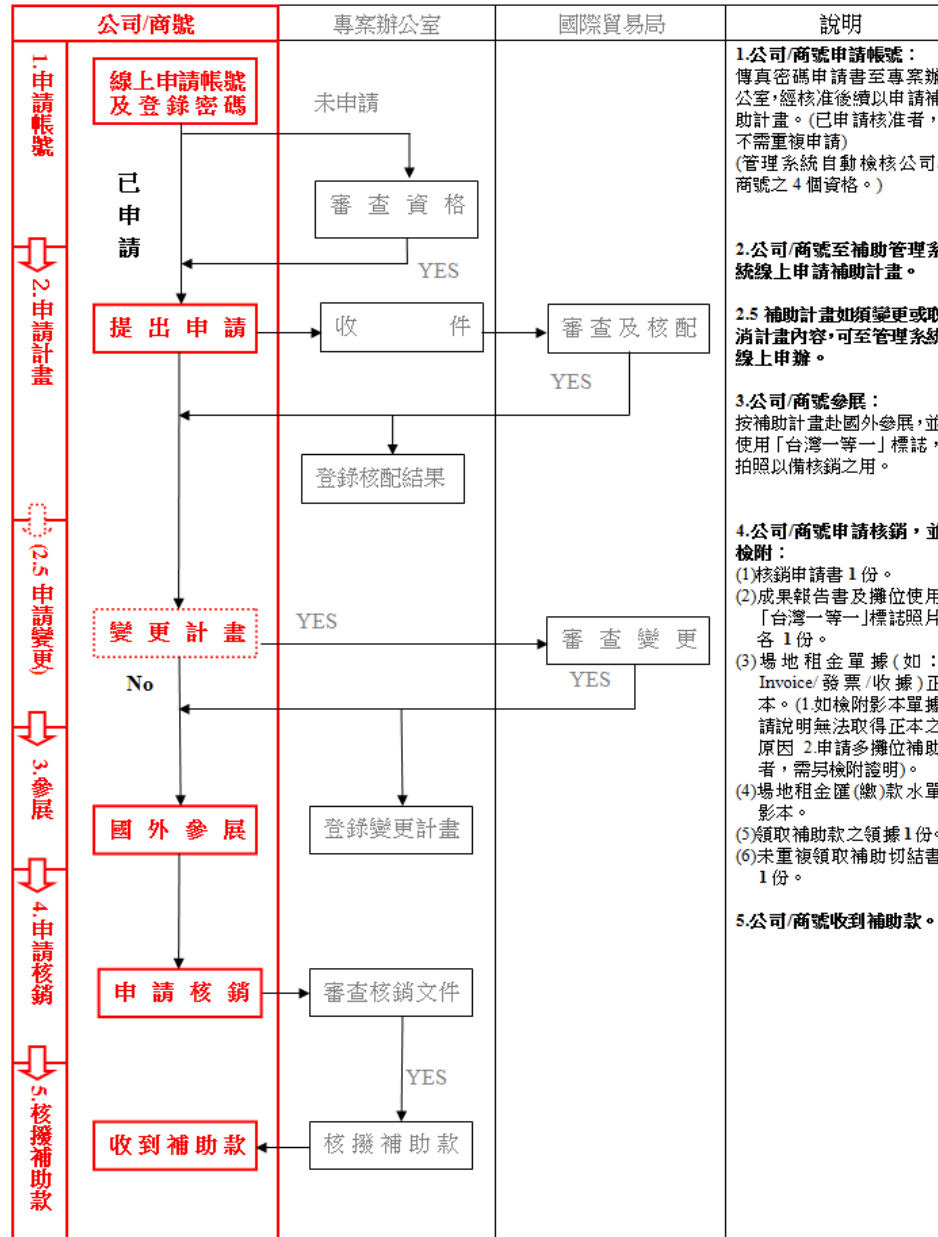 公司/商號
專案辦公室
國際貿易局
說明
1.申請帳號
線上申請帳號
及登錄密碼
未申請
已申請
審查資格
YES
2.申請計畫
提出申請
收件
審查及核配
YES
登錄核配結果
(2.5 申請變更)
變更計畫
YES
審查變更
No
YES
3.參展
國外參展
登錄變更計畫
4.申請核銷
申請核銷
審查核銷文件
YES
5.核撥補助款
收到補助款
核撥補助款
1.公司/商號申請帳號：
傳真密碼申請書至專案辦
公室,經核准後續以申請補
助計畫。(已申請核准者，
不需重複申請)
(管理系統自動檢核公司
商號之 4 個資格。)
2.公司/商號至補助管理系
統線上申請補助計畫。
2.5 補助計畫如須變更或取
消計畫內容,可至管理系統
線上申辦。
3.公司/商號參展：
按補助計畫赴國外參展,並
使用「台灣一等一」標誌，
拍照以備核銷之用。
4.公司/商號申請核銷，並
檢附：
(1)核銷申請書 1 份。
(2)成果報告書及攤位使用
「台灣一等一」標誌照片
各 1 份。
(3)場地租金單據(如：
Invoice/發票/收據)正
本。(1.如檢附影本單據
請說明無法取得正本之
原因 2.申請多攤位補助
者，需另檢附證明)。
(4)場地租金匯(繳)款水單
影本。
(5)領取補助款之領據 1 份。
(6)未重複領取補助切結書
1 份。
5.公司/商號收到補助款。